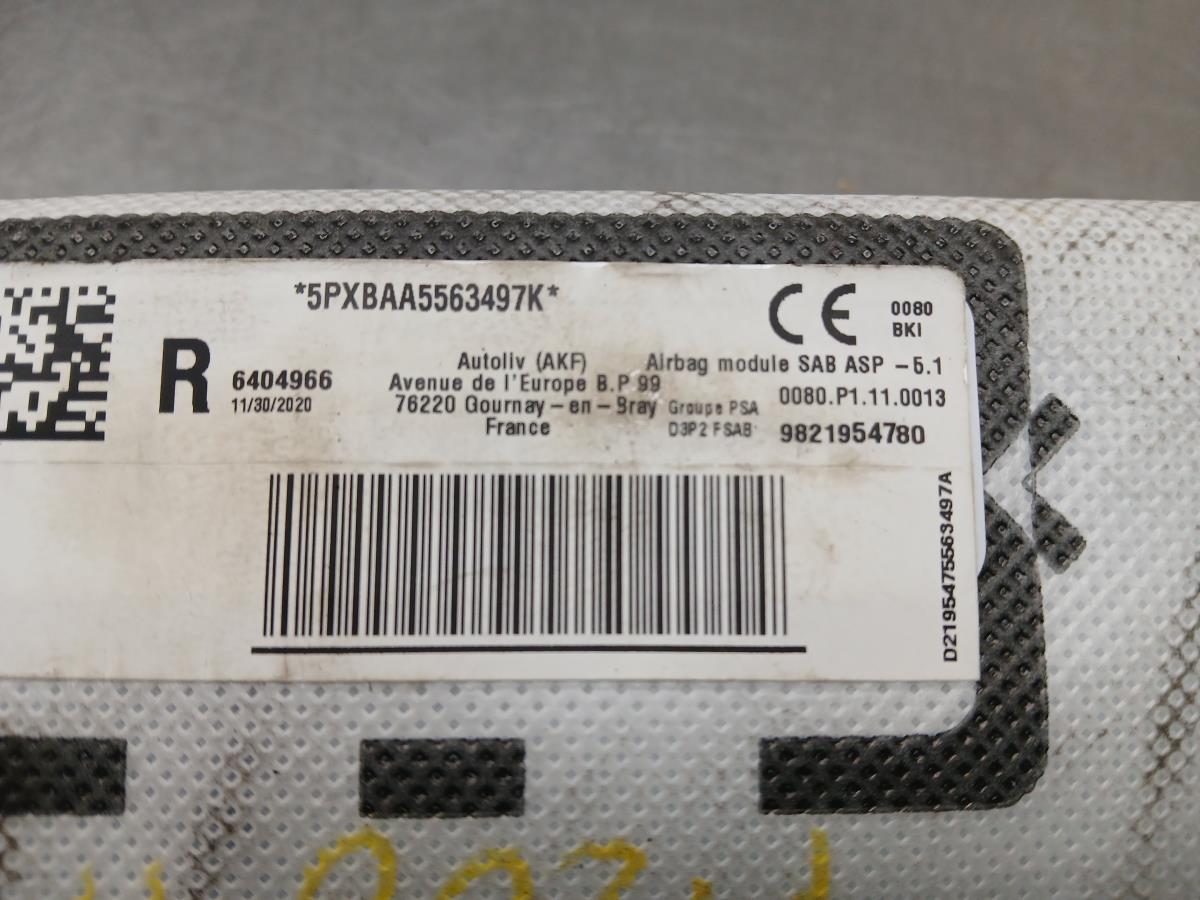 *5PXBAA5563497K*
CE 0080
BKI
R
6404966
11/30/2020
Autoliv (AKF)
Avenue de l'Europe B.P 99
76220 Gournay-en-Bray
France
Airbag module SAB ASP -5.1
0080.P1.11.0013
Groupe PSA
D3P2 FSAB
9821954780
D2195475563497A